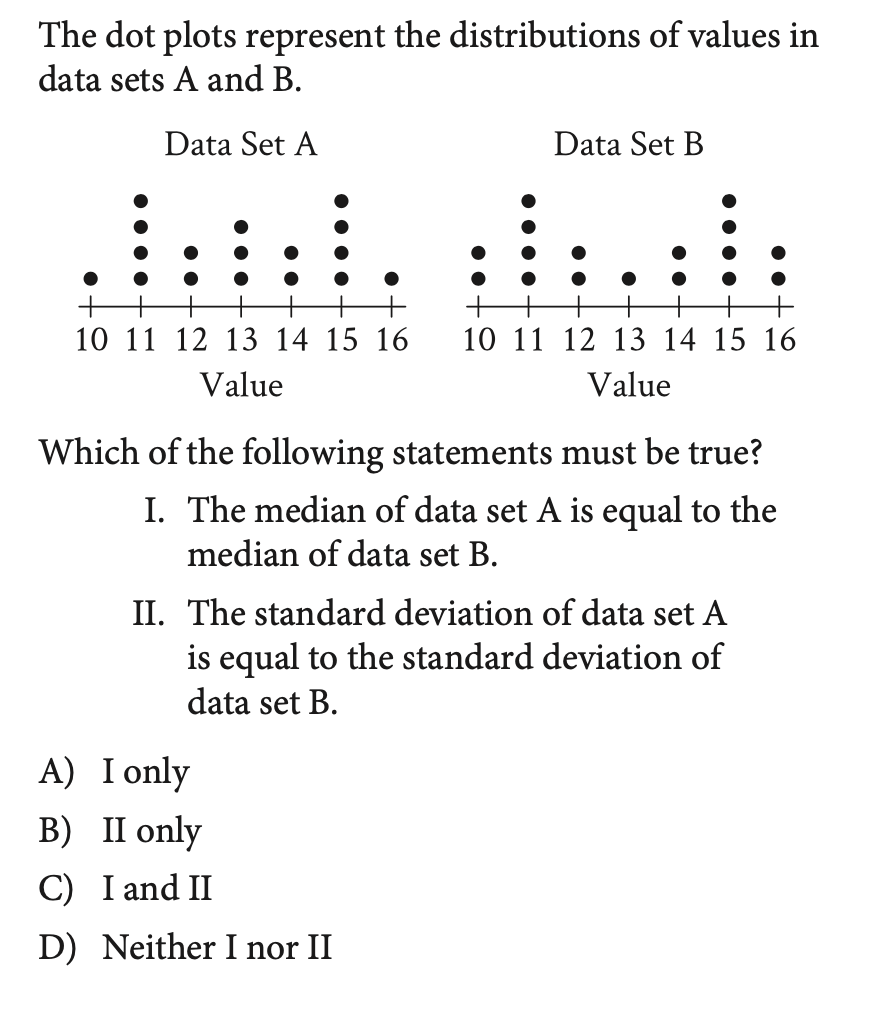 The dot plots represent the distributions of values in
data sets A and B.
Data Set A
10 11 12 13 14 15 16
Value
Data Set B
10 11 12 13 14 15 16
Value
Which of the following statements must be true?
I. The median of data set A is equal to the
median of data set B.
II. The standard deviation of data set A
is equal to the standard deviation of
data set B.
A) I only
B) II only
C) I and II
D) Neither I nor II